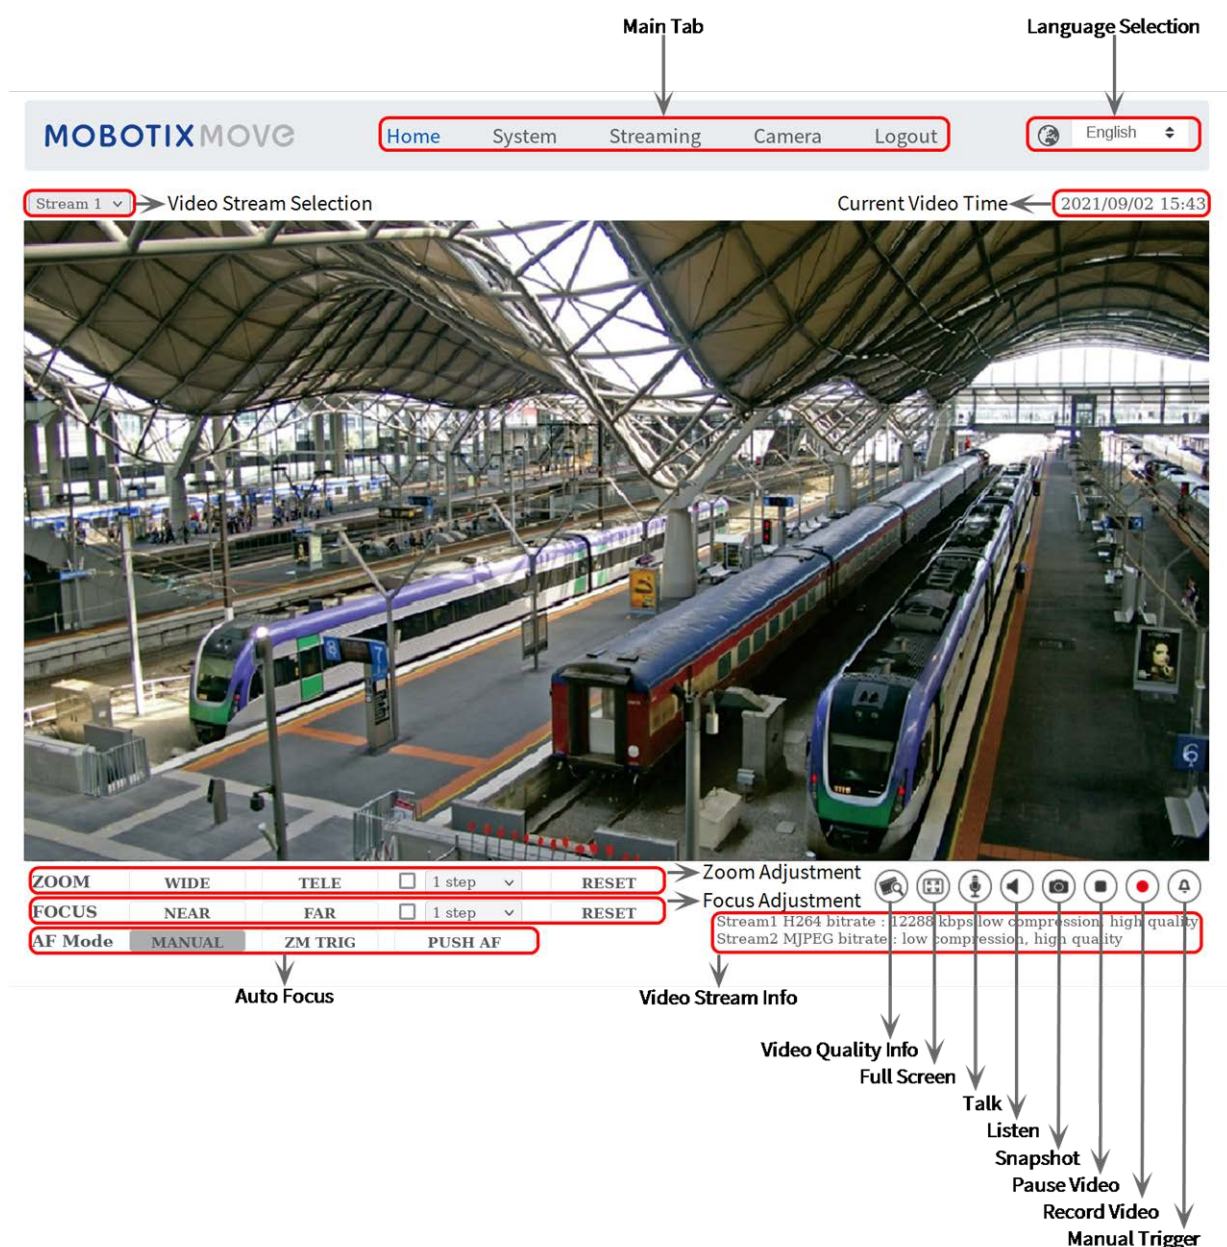 Main Tab
Language Selection
MOBOTIX MOVE
Home System Streaming Camera Logout
English
Stream 1
Video Stream Selection
Current Video Time
2021/09/02 15:43
6
ZOOM WIDE TELE 1 step RESET
Zoom Adjustment
FOCUS NEAR FAR 1 step RESET
Focus Adjustment
AF Mode MANUAL ZM TRIG PUSH AF
Stream1 H264 bitrate : 12288 kbps low compression, high quality
Stream2 MJPEG bitrate : low compression, high quality
Auto Focus
Video Stream Info
Video Quality Info
Full Screen
Talk
Listen
Snapshot
Pause Video
Record Video
Manual Trigger